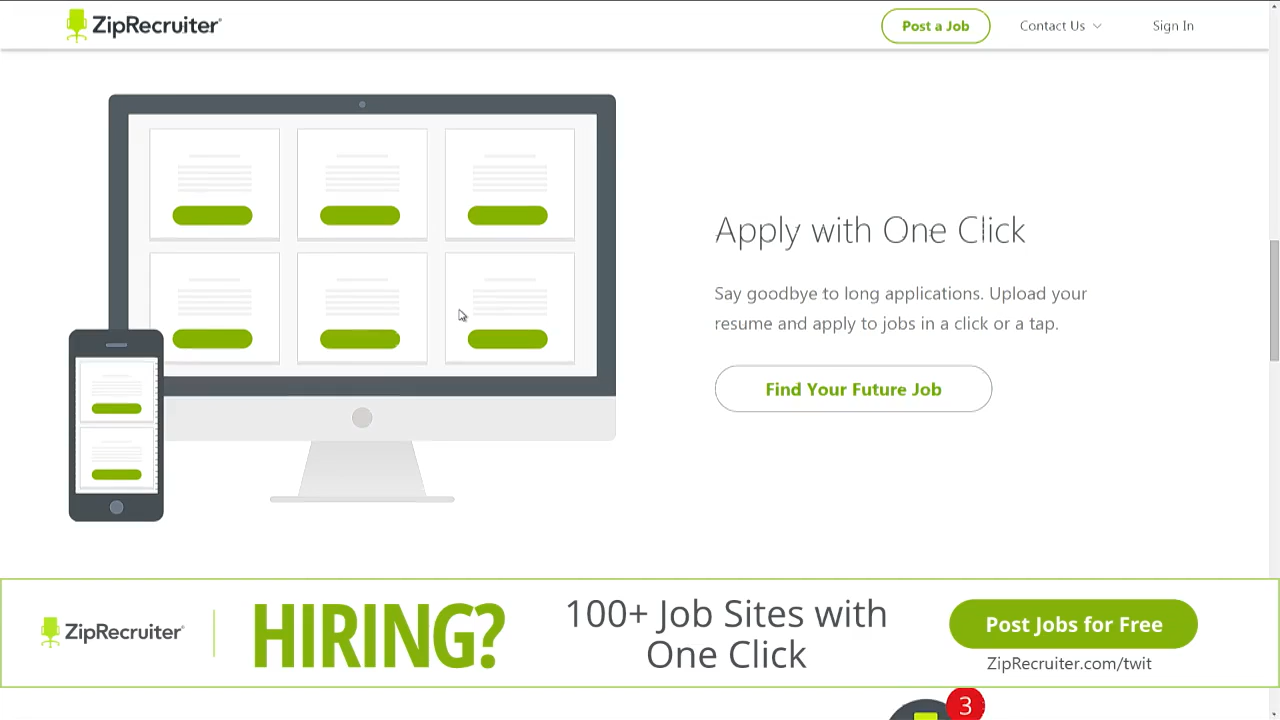 ZipRecruiter®
Post a Job
Contact Us
Sign In
Apply with One Click
Say goodbye to long applications. Upload your
resume and apply to jobs in a click or a tap.
Find Your Future Job
ZipRecruiter®
HIRING?
100+ Job Sites with
One Click
Post Jobs for Free
ZipRecruiter.com/twit
3